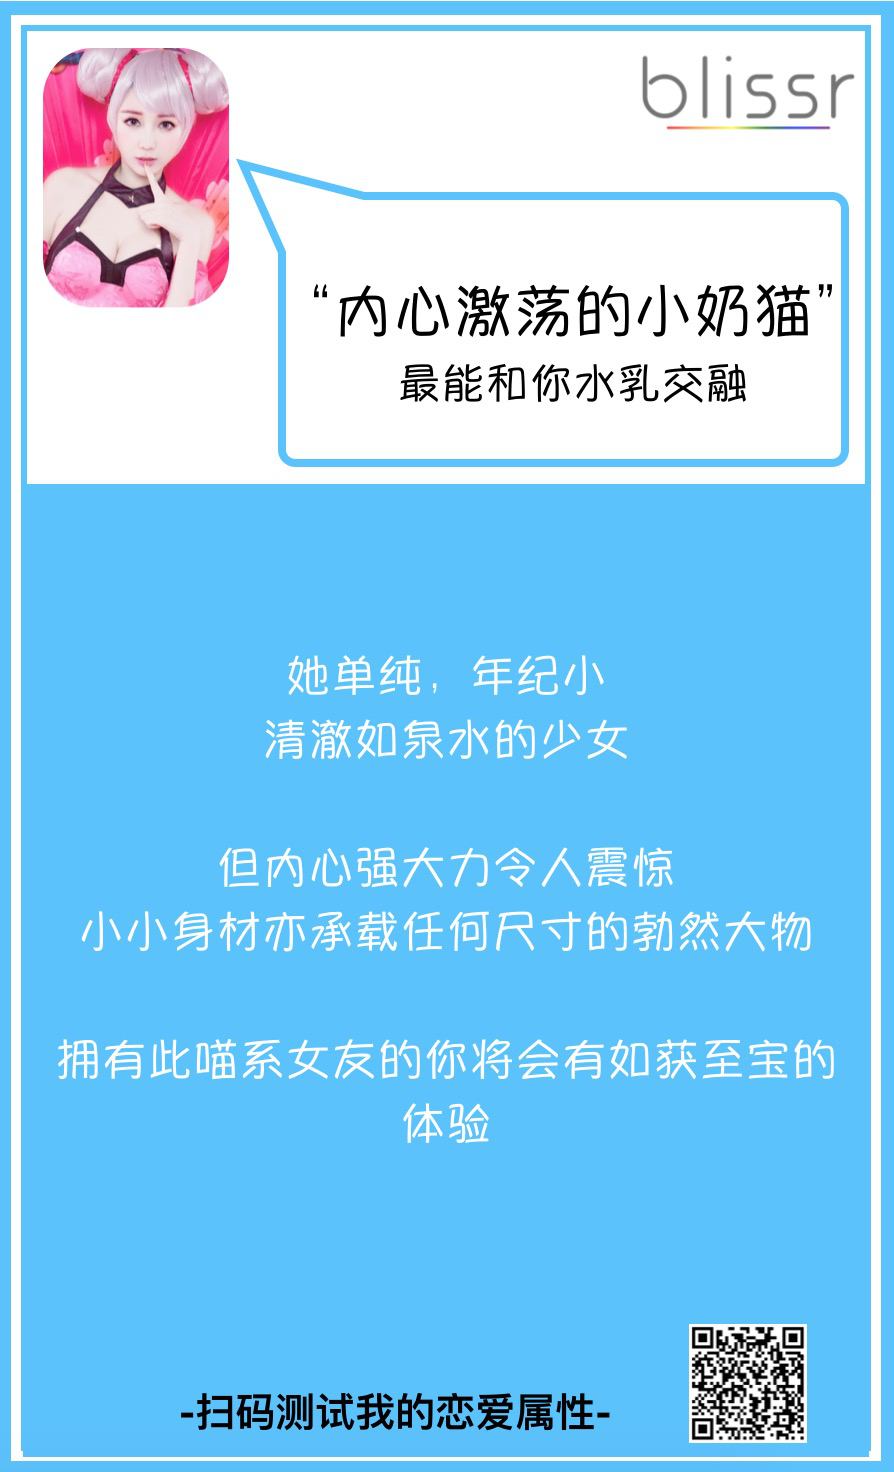 blissr
“内心激荡的小奶猫”
最能和你水乳交融
她单纯，年纪小
清澈如泉水的少女
但内心强大力令人震惊
小小身材亦承载任何尺寸的勃然大物
拥有此喵系女友的你将会有如获至宝的
体验
-扫码测试我的恋爱属性-